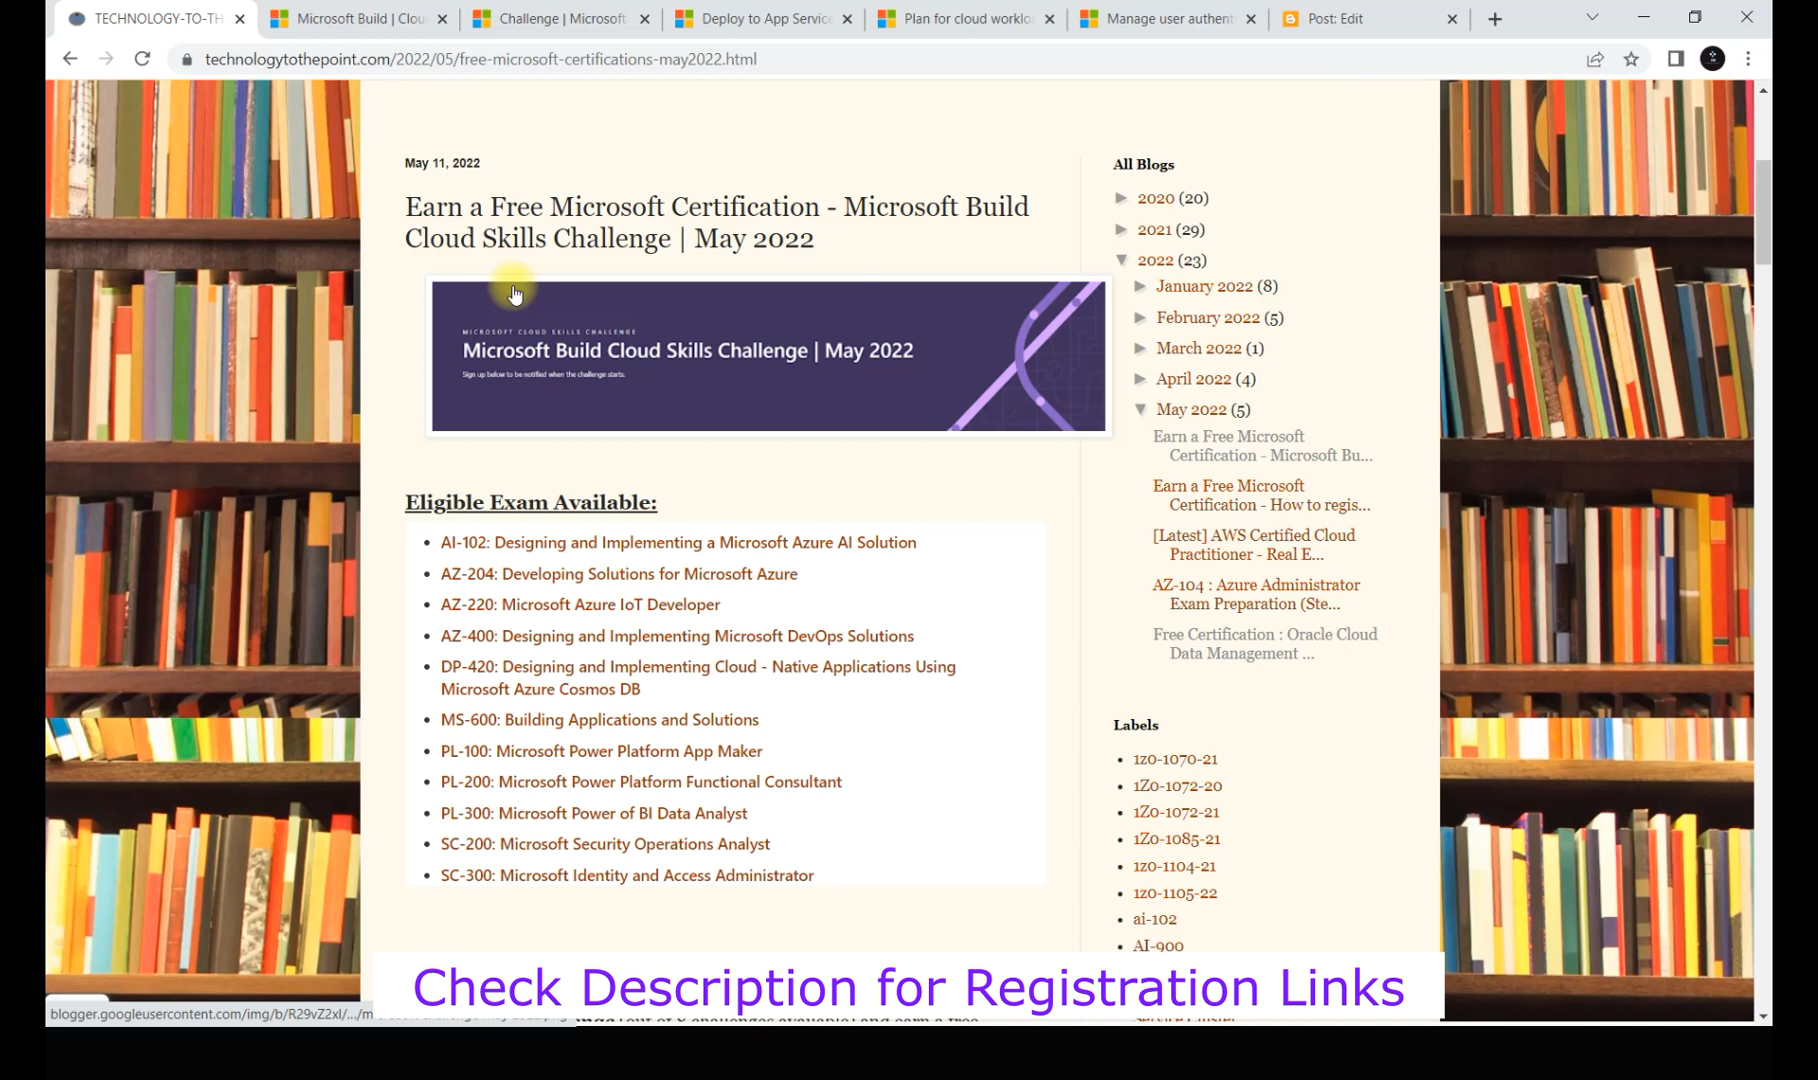 TECHNOLOGY-TO-TH
Microsoft Build | Clou
Challenge | Microsoft
Deploy to App Service
Plan for cloud worklo
Manage user authent
Post: Edit
technologytothepoint.com/2022/05/free-microsoft-certifications-may2022.html
May 11, 2022
Earn a Free Microsoft Certification - Microsoft Build
Cloud Skills Challenge | May 2022
MICROSOFT CLOUD SKILLS CHALLENGE
Microsoft Build Cloud Skills Challenge | May 2022
Sign up below to be notified when the challenge starts.
Eligible Exam Available:
• AI-102: Designing and Implementing a Microsoft Azure AI Solution
• AZ-204: Developing Solutions for Microsoft Azure
• AZ-220: Microsoft Azure IoT Developer
• AZ-400: Designing and Implementing Microsoft DevOps Solutions
• DP-420: Designing and Implementing Cloud - Native Applications Using
Microsoft Azure Cosmos DB
• MS-600: Building Applications and Solutions
• PL-100: Microsoft Power Platform App Maker
• PL-200: Microsoft Power Platform Functional Consultant
• PL-300: Microsoft Power of BI Data Analyst
• SC-200: Microsoft Security Operations Analyst
• SC-300: Microsoft Identity and Access Administrator
All Blogs
► 2020 (20)
► 2021 (29)
▼ 2022 (23)
► January 2022 (8)
► February 2022 (5)
► March 2022 (1)
► April 2022 (4)
▼ May 2022 (5)
Earn a Free Microsoft
Certification - Microsoft Bu...
Earn a Free Microsoft
Certification - How to regis...
[Latest] AWS Certified Cloud
Practitioner - Real E...
AZ-104 : Azure Administrator
Exam Preparation (Ste...
Free Certification : Oracle Cloud
Data Management ...
Labels
• 1z0-1070-21
• 1Z0-1072-20
• 1Z0-1072-21
• 1Z0-1085-21
• 1z0-1104-21
• 1z0-1105-22
• ai-102
• AI-900
Check Description for Registration Links
blogger.googleusercontent.com/img/b/R29vZ2xl/.../m